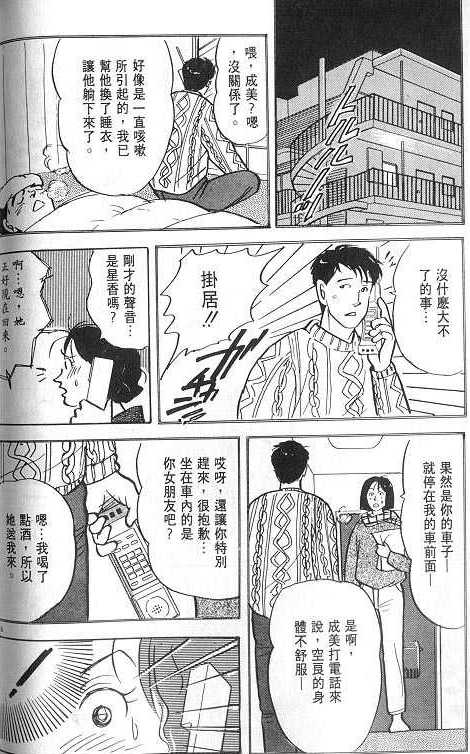 喂，成美？嗯
，沒關係了。
好像是一直咳嗽
所引起的，我已
幫他換了睡衣，
讓他躺下來了。
沒什麼大不
了的事…
掛居!!
剛才的聲音…
是星香嗎？
啊…嗯，她
正好現在回來。
果然是你的車子—
就停在我的車前面—
是啊，
成美打電話來
說，空良的身
體不舒服—
哎呀，還讓你特別
趕來，很抱歉…
坐在車內的是
你女朋友吧？
嗯…我喝了
點酒，所以
她送我來。
！